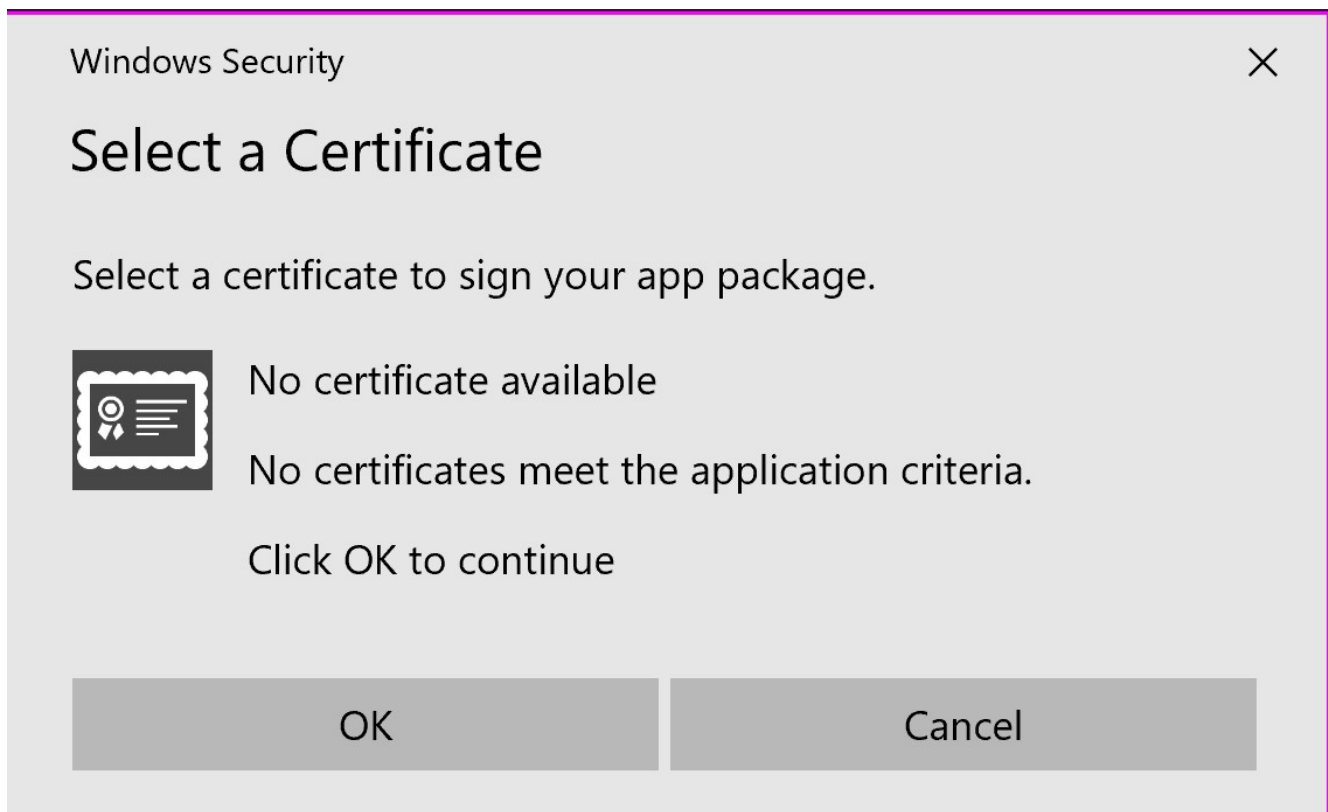 Windows Security
Select a Certificate
Select a certificate to sign your app package.
No certificate available
No certificates meet the application criteria.
Click OK to continue
OK
Cancel